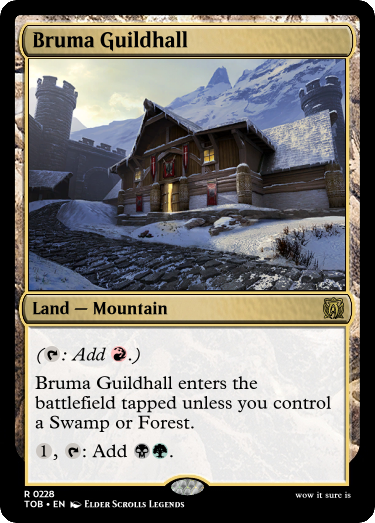 Bruma Guildhall
Land — Mountain
(: Add .)
Bruma Guildhall enters the
battlefield tapped unless you control
a Swamp or Forest.
1, : Add .
R 0228
TOB • EN Elder Scrolls Legends
wow it sure is